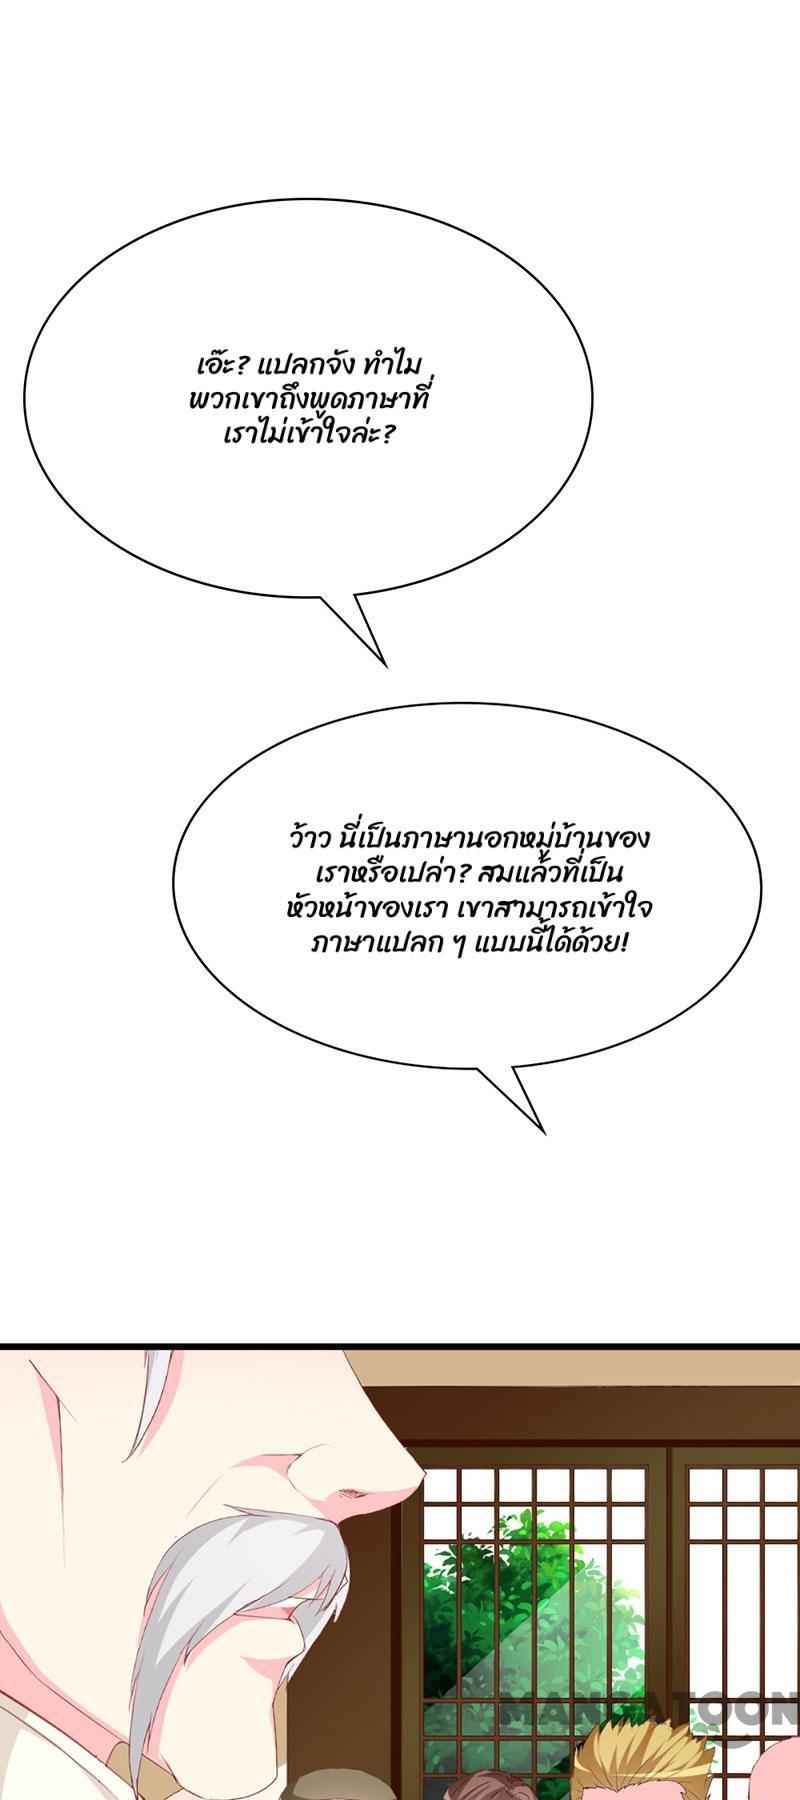 เอ๊ะ? แปลกจัง ทำไม
พวกเขาถึงพูดภาษาที่
เราไม่เข้าใจล่ะ?
ว้าว นี่เป็นภาษานอกหมู่บ้านของ
เราหรือเปล่า? สมแล้วที่เป็น
หัวหน้าของเรา เขาสามารถเข้าใจ
ภาษาแปลก ๆ แบบนี้ได้ด้วย!
MANGATOON